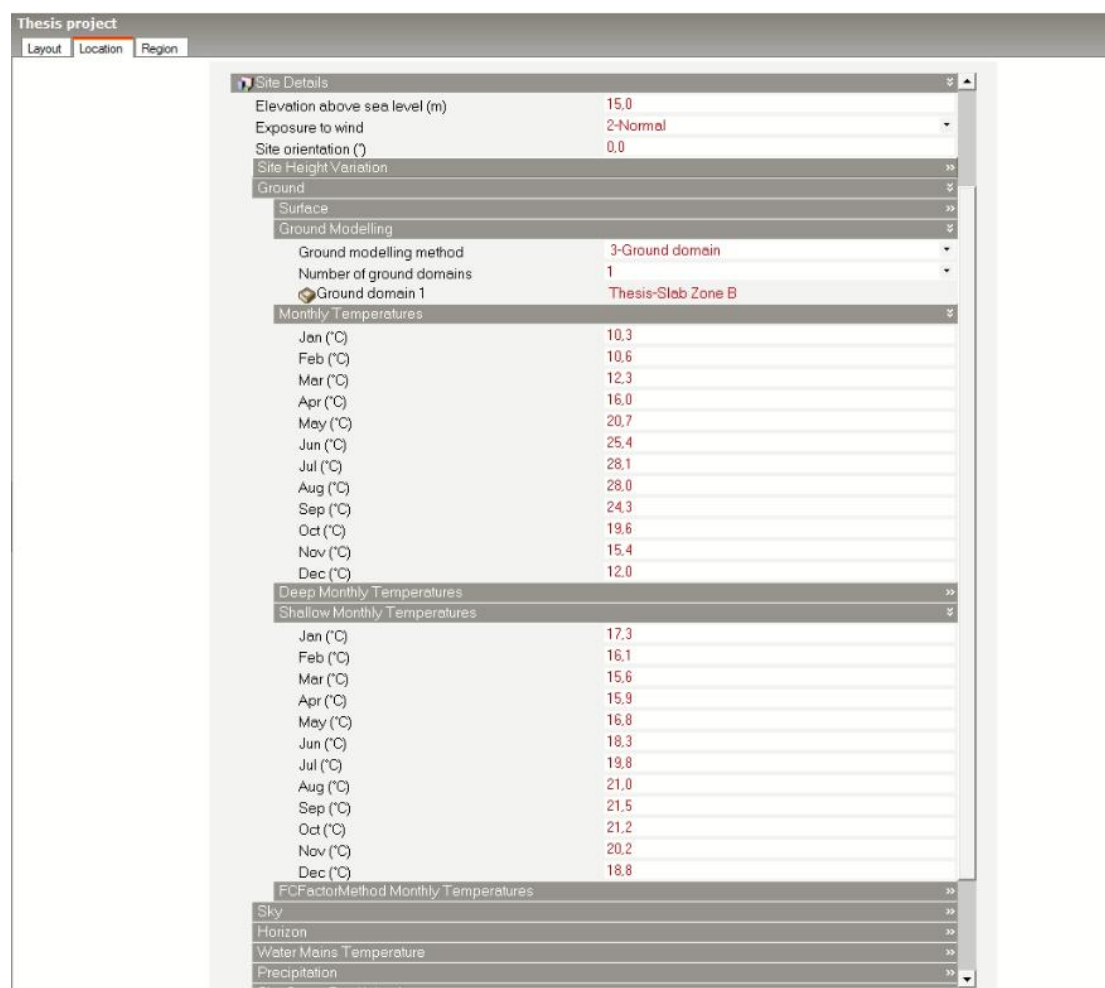 Thesis project
Layout Location Region
Site Details
Elevation above sea level (m) 15,0
Exposure to wind 2-Normal
Site orientation (°) 0,0
Site Height Variation
Ground
Surface
Ground Modelling
Ground modelling method 3-Ground domain
Number of ground domains 1
Ground domain 1 Thesis-Slab Zone B
Monthly Temperatures
Jan (°C) 10,3
Feb (°C) 10,6
Mar (°C) 12,3
Apr (°C) 16,0
May (°C) 20,7
Jun (°C) 25,4
Jul (°C) 28,1
Aug (°C) 28,0
Sep (°C) 24,3
Oct (°C) 19,6
Nov (°C) 15,4
Dec (°C) 12,0
Deep Monthly Temperatures
Shallow Monthly Temperatures
Jan (°C) 17,3
Feb (°C) 16,1
Mar (°C) 15,6
Apr (°C) 15,9
May (°C) 16,8
Jun (°C) 18,3
Jul (°C) 19,8
Aug (°C) 21,0
Sep (°C) 21,5
Oct (°C) 21,2
Nov (°C) 20,2
Dec (°C) 18,8
FCFactorMethod Monthly Temperatures
Sky
Horizon
Water Mains Temperature
Precipitation